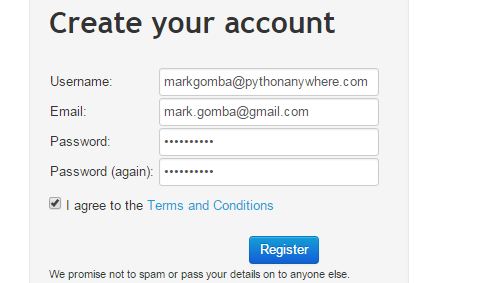 Create your account
Username: markgomba@pythonanywhere.com
Email: mark.gomba@gmail.com
Password: ••••••••••
Password (again): ••••••••••
I agree to the Terms and Conditions
Register
We promise not to spam or pass your details on to anyone else.